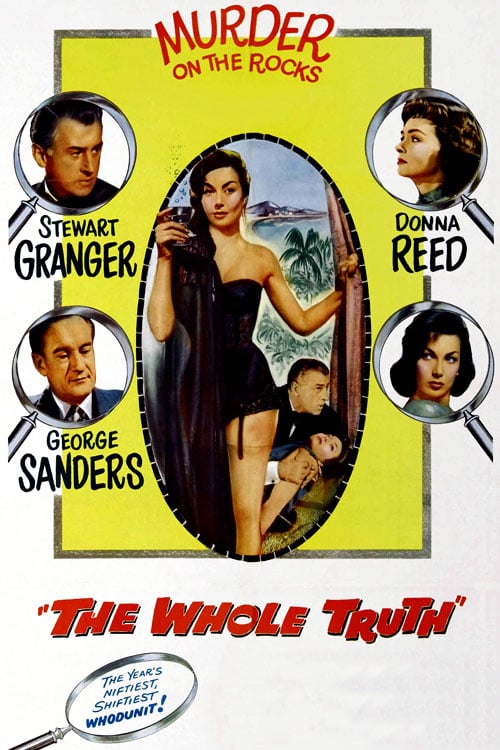 MURDER
ON THE ROCKS
STEWART
GRANGER
DONNA
REED
GEORGE
SANDERS
"THE WHOLE TRUTH"
THE YEAR'S
NIFTIEST,
SHIFTIEST
WHODUNIT!